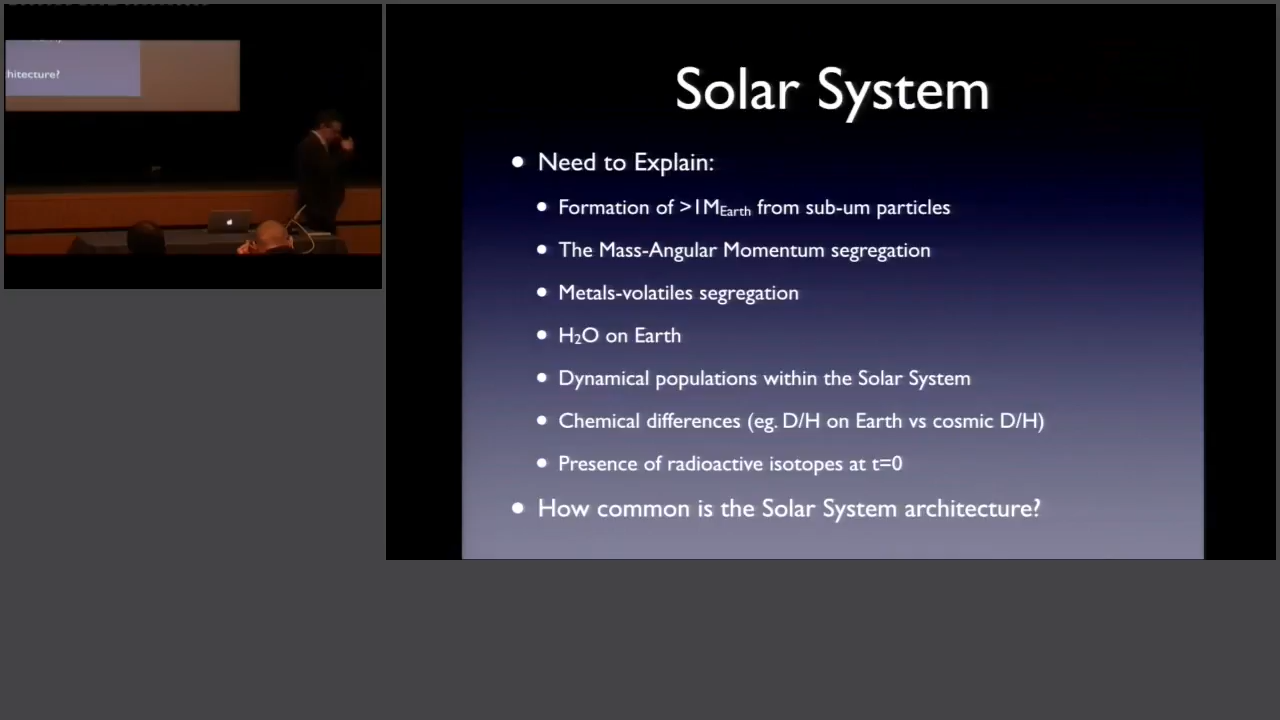 hitecture?
Solar System
Need to Explain:
Formation of >1MEarth from sub-um particles
The Mass-Angular Momentum segregation
Metals-volatiles segregation
H2O on Earth
Dynamical populations within the Solar System
Chemical differences (eg. D/H on Earth vs cosmic D/H)
Presence of radioactive isotopes at t=0
How common is the Solar System architecture?